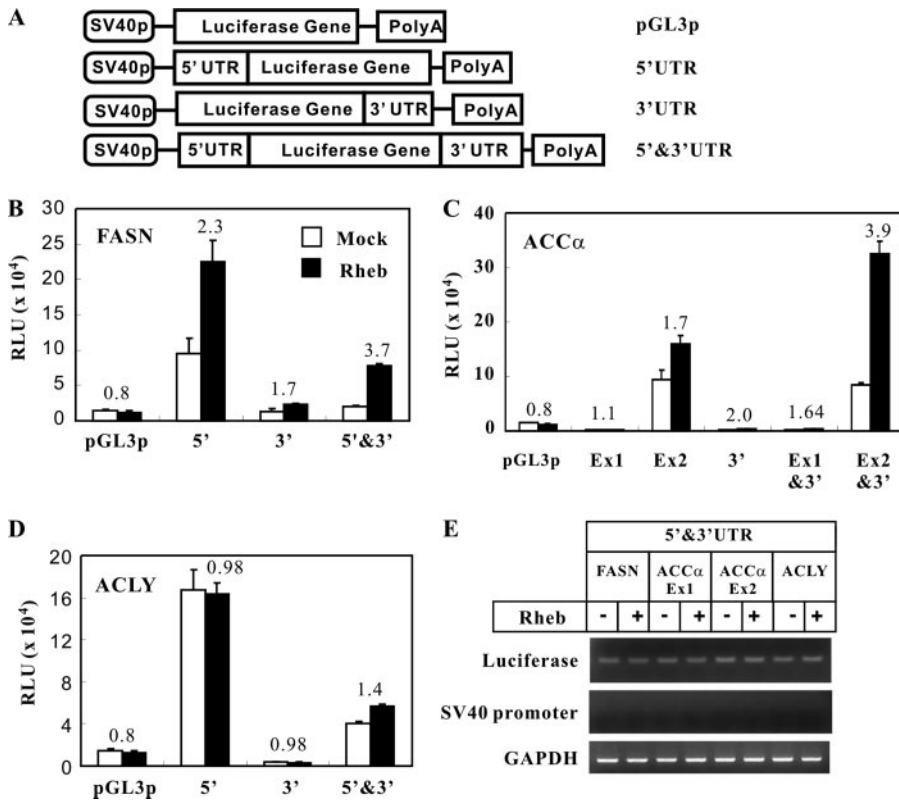 A
SV40p Luciferase Gene PolyA pGL3p
SV40p 5' UTR Luciferase Gene PolyA 5'UTR
SV40p Luciferase Gene 3' UTR PolyA 3'UTR
SV40p 5'UTR Luciferase Gene 3' UTR PolyA 5'&3'UTR
B
FASN
Mock
Rheb
RLU (x 10⁴)
30
25
20
15
10
5
0
0.8
2.3
1.7
3.7
pGL3p 5' 3' 5'&3'
C
ACCα
RLU (x 10⁴)
40
30
20
10
0
0.8
1.1
1.7
2.0
1.64
3.9
pGL3p Ex1 Ex2 3' Ex1 &3' Ex2 &3'
D
ACLY
RLU (x 10⁴)
16
12
8
4
0
0.8
0.98
0.98
1.4
pGL3p 5' 3' 5'&3'
E
5'&3'UTR
FASN ACCα Ex1 ACCα Ex2 ACLY
Rheb - + - + - + - +
Luciferase
SV40 promoter
GAPDH